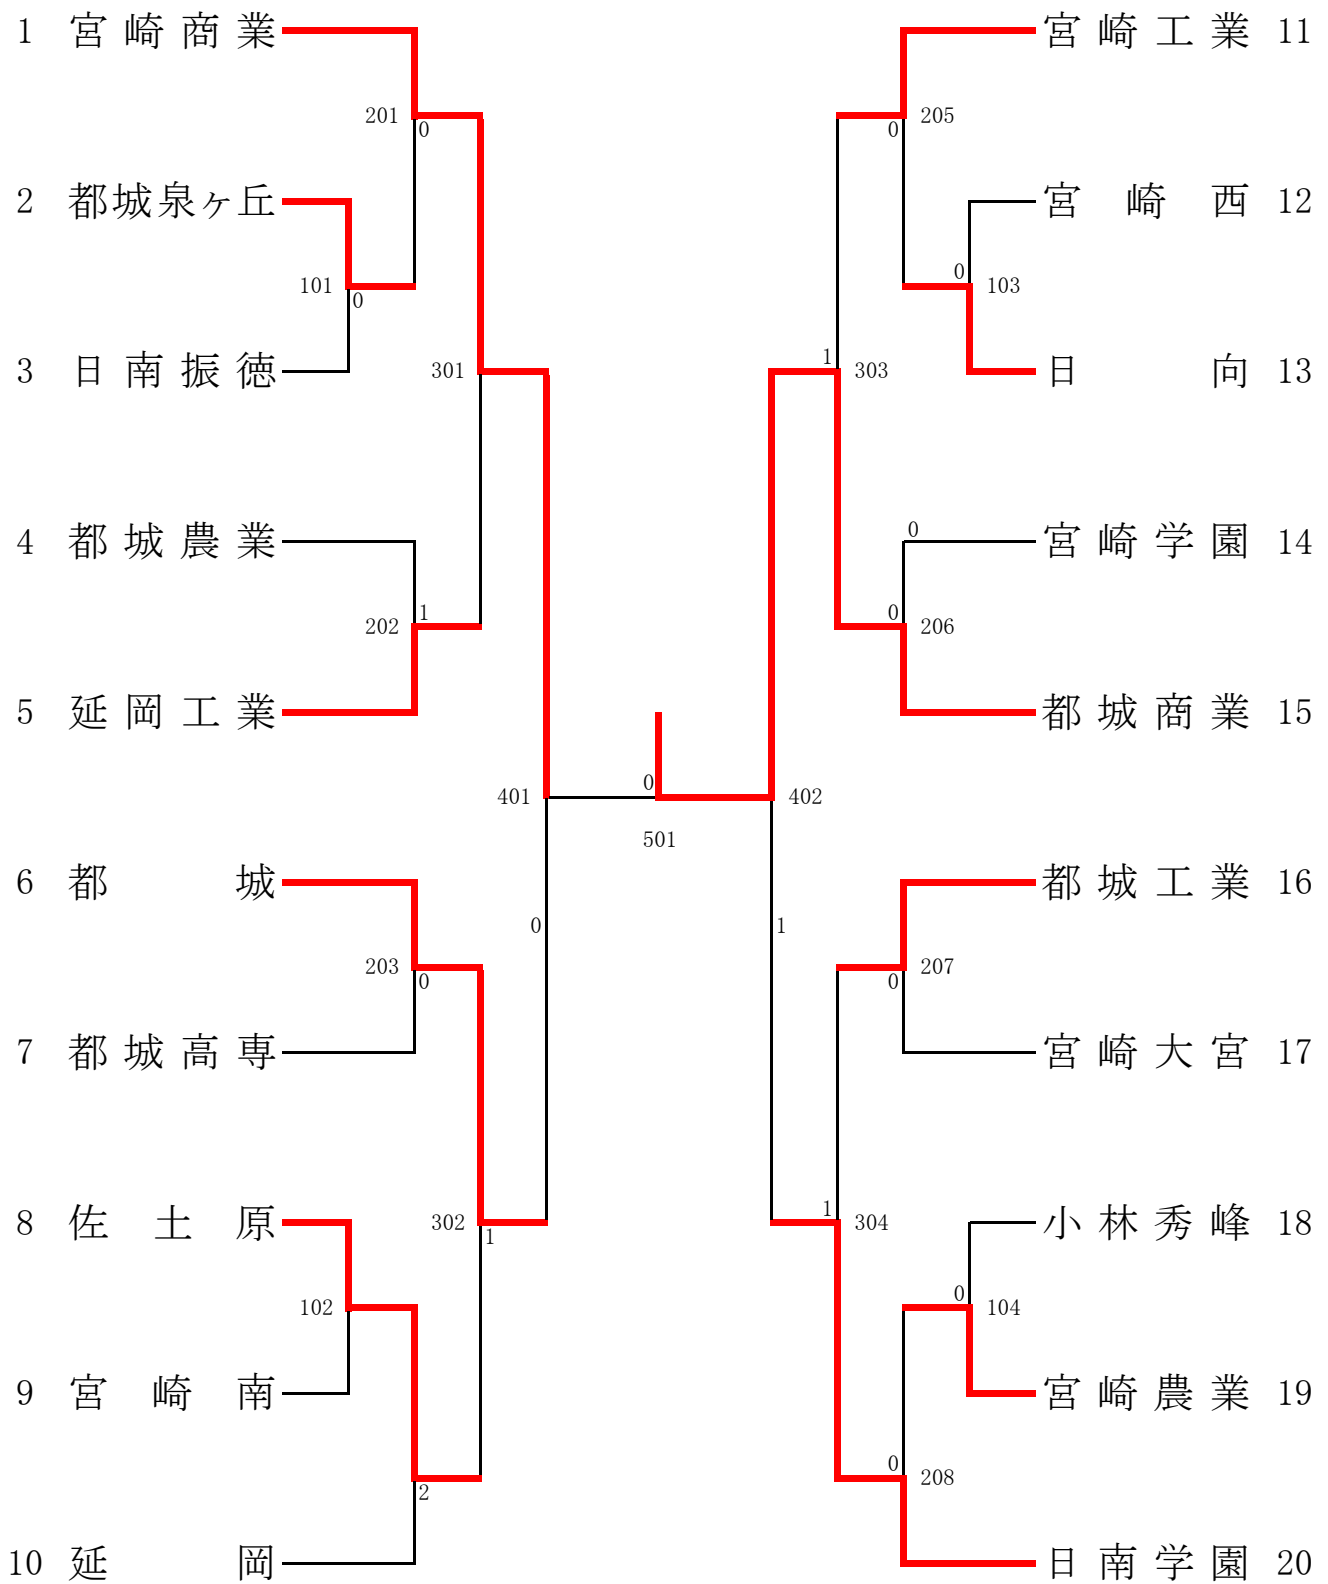 1 宮崎商業
宮崎工業 11
201
0
0
205
2 都城泉ヶ丘
宮崎西 12
101
0
0
103
3 日南振徳
301
1
303
日向 13
4 都城農業
0
宮崎学園 14
202
1
0
206
5 延岡工業
都城商業 15
401
0
402
501
6 都城
都城工業 16
0
1
203
0
0
207
7 都城高専
宮崎大宮 17
8 佐土原
302
1
1
304
小林秀峰 18
102
0
104
9 宮崎南
宮崎農業 19
2
0
208
10 延岡
日南学園 20